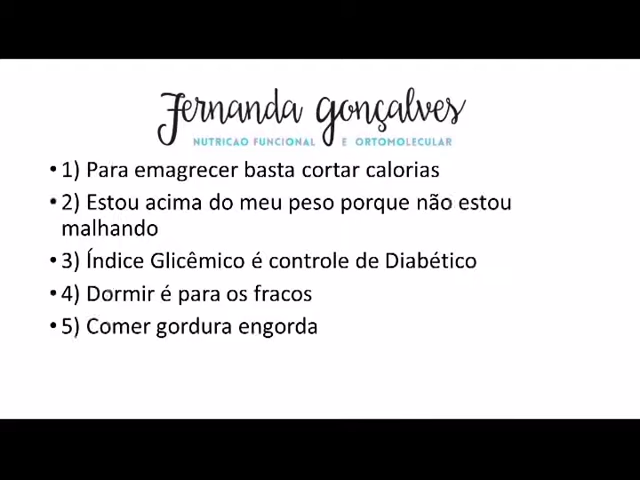 Fernanda gonçalves
NUTRICAO FUNCIONAL E ORTOMOLECULAR
• 1) Para emagrecer basta cortar calorias
• 2) Estou acima do meu peso porque não estou
malhando
• 3) Índice Glicêmico é controle de Diabético
• 4) Dormir é para os fracos
• 5) Comer gordura engorda